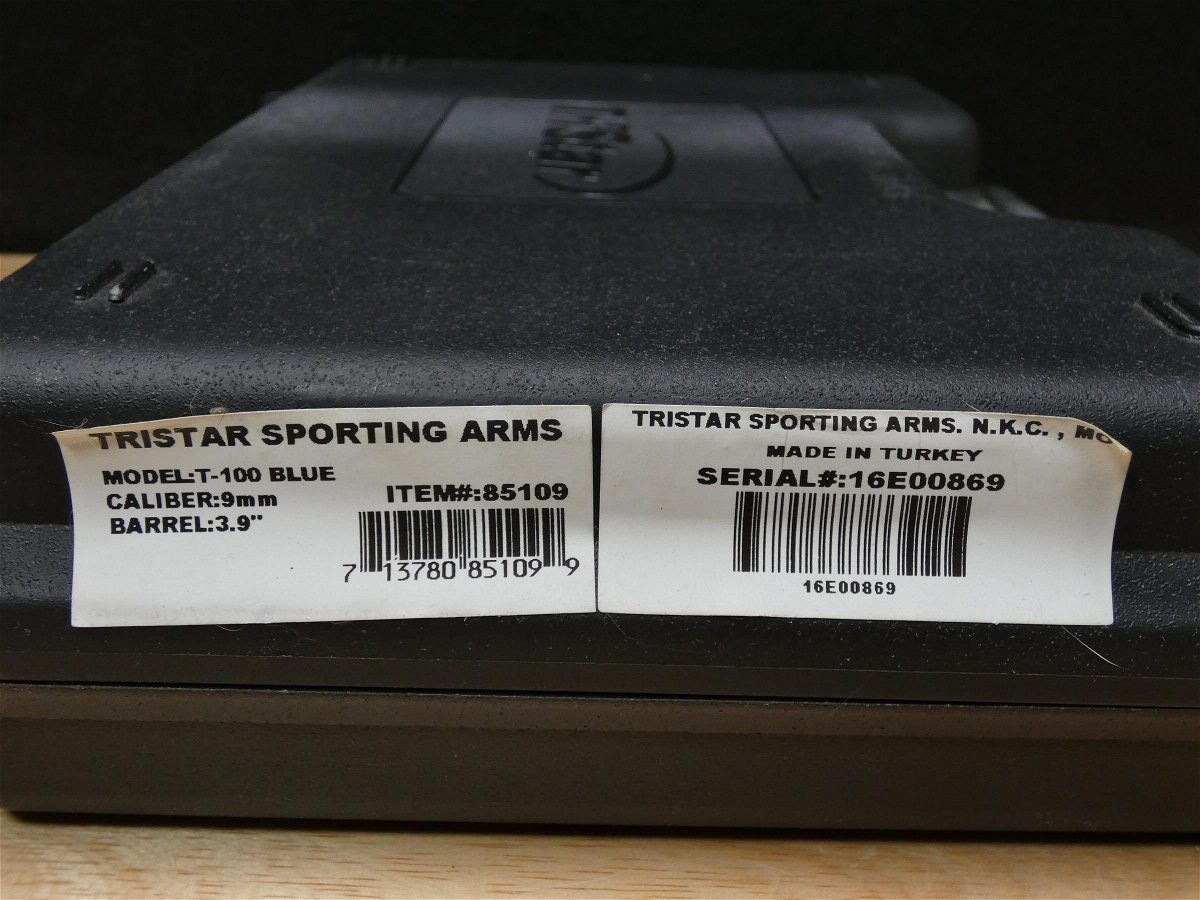 TriStar
TRISTAR SPORTING ARMS
MODEL:T-100 BLUE
CALIBER:9mm
BARREL:3.9"
ITEM#:85109
7 13780 85109 9
TRISTAR SPORTING ARMS. N.K.C. , MO
MADE IN TURKEY
SERIAL#:16E00869
16E00869